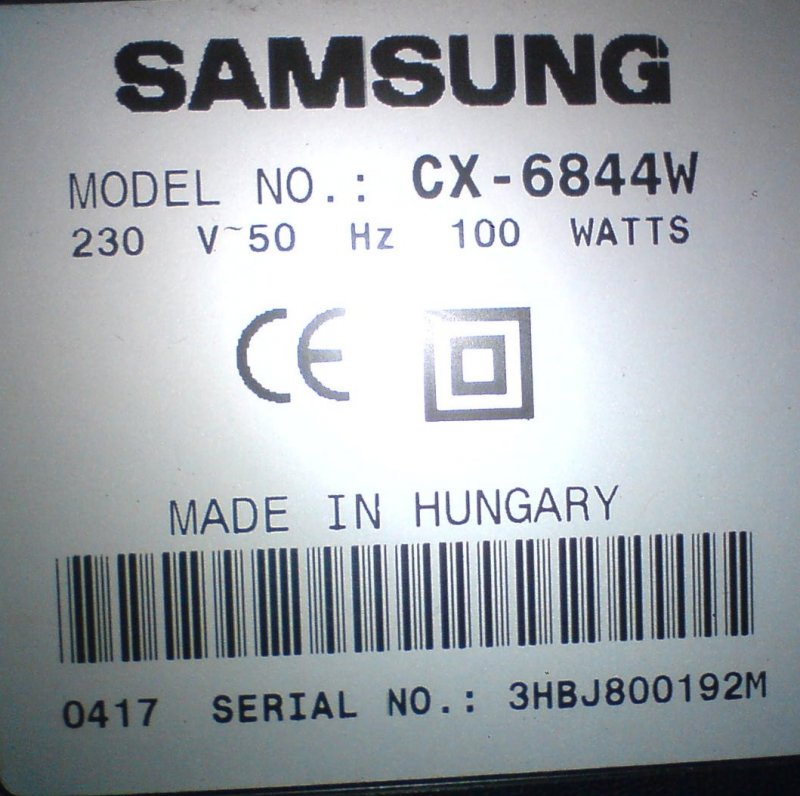 SAMSUNG
MODEL NO.: CX-6844W
230 V~50 Hz 100 WATTS
CE
MADE IN HUNGARY
0417 SERIAL NO.: 3HBJ800192M